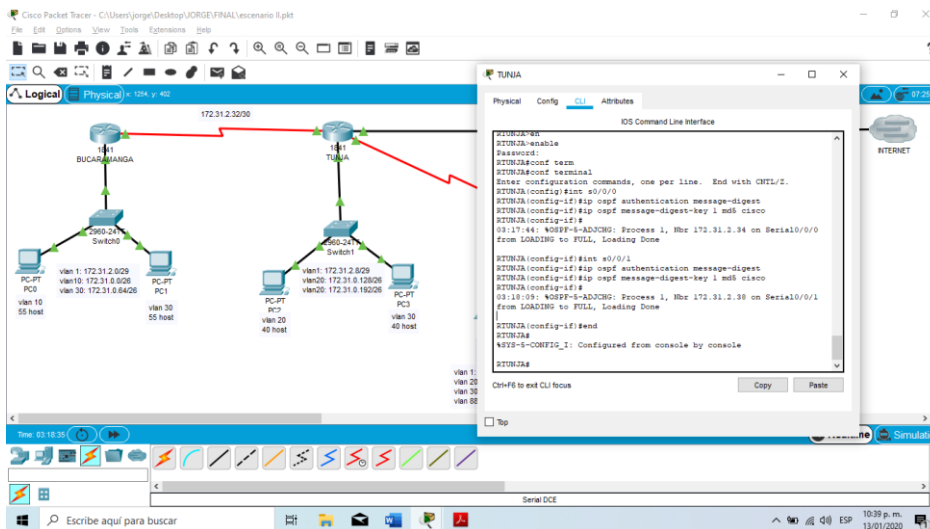 Cisco Packet Tracer - C:\Users\jorge\Desktop\JORGE\FINAL\escenario II.pkt
File Edit Options View Tools Extensions Help
Logical Physical x: 1254, y: 402
07:25
172.31.2.32/30
1841
BUCARAMANGA
1841
TUNJA
INTERNET
2960-24TT
Switch0
2960-24TT
Switch1
PC-PT
PC0
vlan 10
55 host
vlan 1: 172.31.2.0/29
vlan10: 172.31.0.0/26
vlan 30: 172.31.0.64/26
PC-PT
PC1
vlan 30
55 host
vlan1: 172.31.2.8/29
vlan20: 172.31.0.128/26
vlan20: 172.31.0.192/26
PC-PT
PC2
vlan 20
40 host
PC-PT
PC3
vlan 30
40 host
vlan 1:
vlan 20
vlan 30
vlan 88
TUNJA
Physical Config CLI Attributes
IOS Command Line Interface
RTUNJA>en
RTUNJA>enable
Password:
RTUNJA#conf term
RTUNJA#conf terminal
Enter configuration commands, one per line. End with CNTL/Z.
RTUNJA(config)#int s0/0/0
RTUNJA(config-if)#ip ospf authentication message-digest
RTUNJA(config-if)#ip ospf message-digest-key 1 md5 cisco
RTUNJA(config-if)#
03:17:44: %OSPF-5-ADJCHG: Process 1, Nbr 172.31.2.34 on Serial0/0/0
from LOADING to FULL, Loading Done
RTUNJA(config-if)#int s0/0/1
RTUNJA(config-if)#ip ospf authentication message-digest
RTUNJA(config-if)#ip ospf message-digest-key 1 md5 cisco
RTUNJA(config-if)#
03:18:09: %OSPF-5-ADJCHG: Process 1, Nbr 172.31.2.38 on Serial0/0/1
from LOADING to FULL, Loading Done
RTUNJA(config-if)#end
RTUNJA#
%SYS-5-CONFIG_I: Configured from console by console
RTUNJA#
Ctrl+F6 to exit CLI focus
Copy
Paste
Top
Time: 03:18:35
Simulati
Serial DCE
Escribe aquí para buscar
ESP
10:39 p. m.
13/01/2020